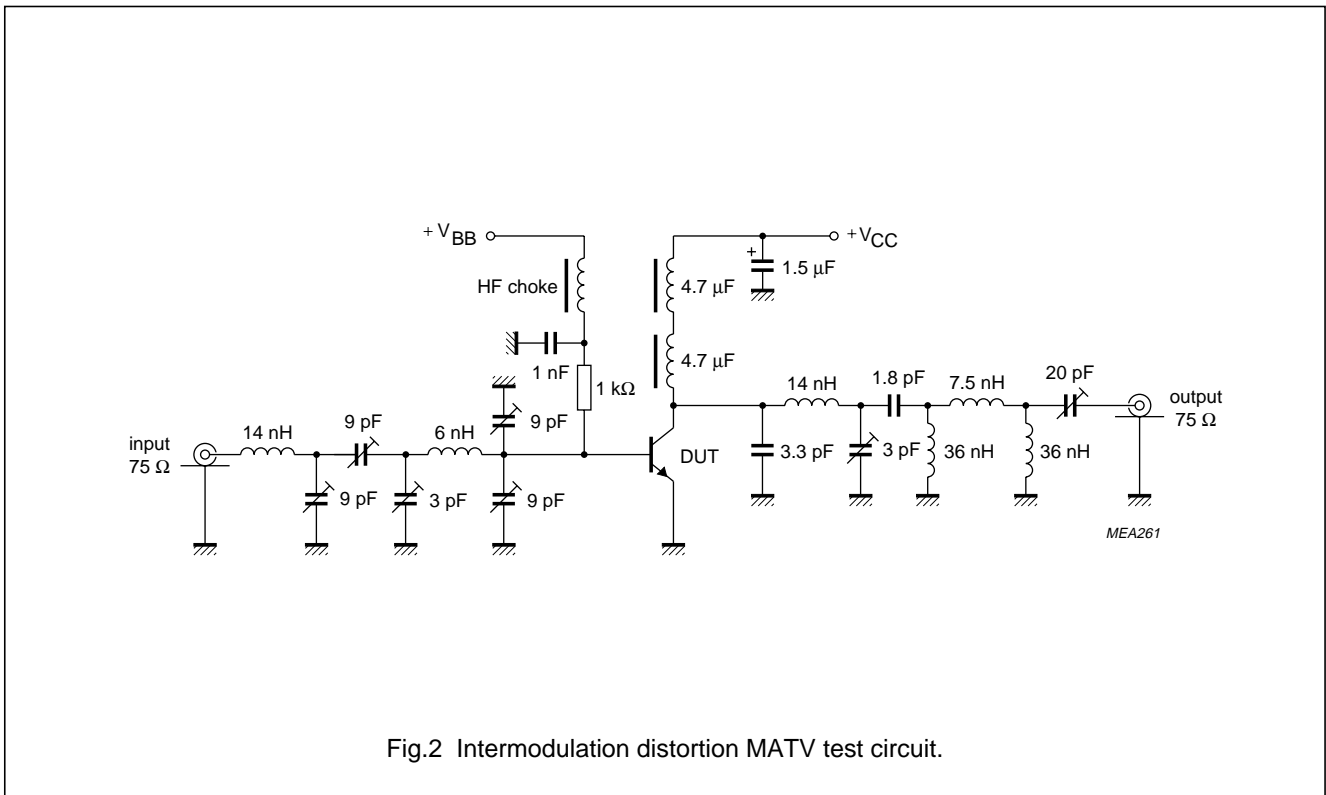 + VBB
+VCC
1.5 μF
+
HF choke
4.7 μF
4.7 μF
1 nF
1 kΩ
14 nH
1.8 pF
7.5 nH
20 pF
output
75 Ω
9 pF
9 pF
6 nH
input
75 Ω
14 nH
DUT
3.3 pF
3 pF
36 nH
36 nH
9 pF
3 pF
9 pF
MEA261
Fig.2 Intermodulation distortion MATV test circuit.